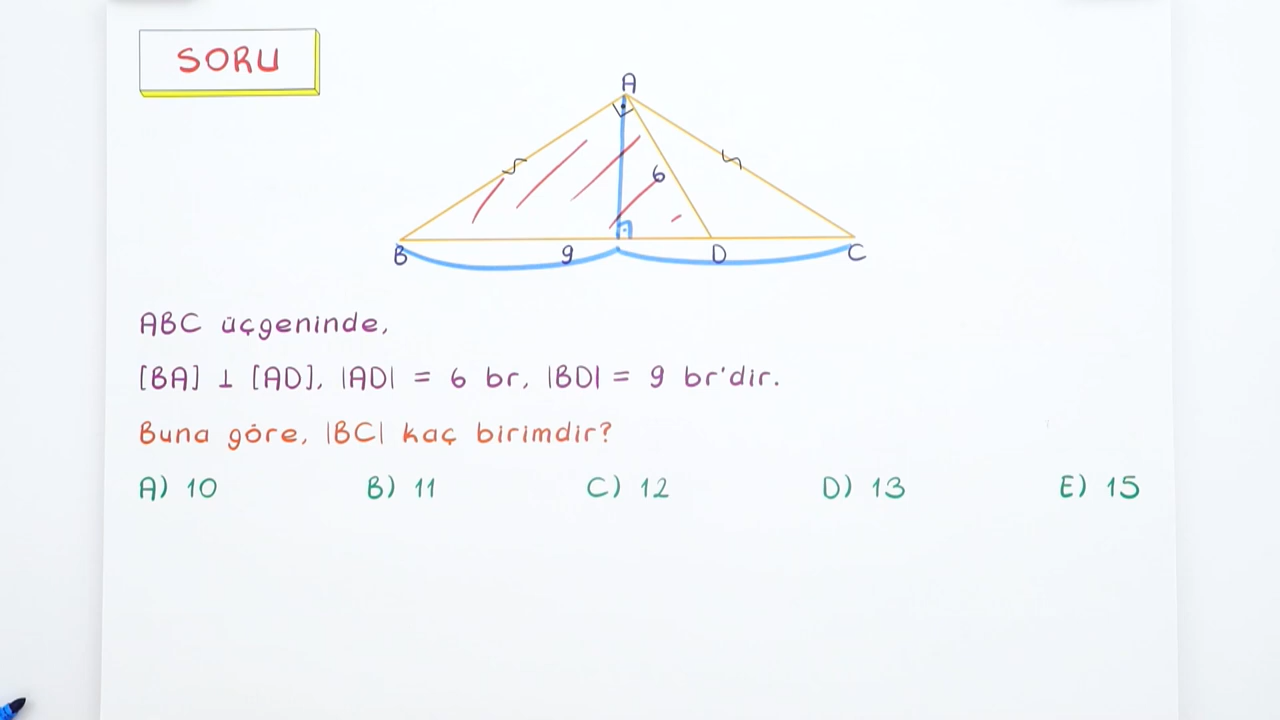 SORU
A
6
B
9
D
C
ABC üçgeninde,
[BA] ⊥ [AD], |AD| = 6 br, |BD| = 9 br'dir.
Buna göre, |BC| kaç birimdir?
A) 10 B) 11 C) 12 D) 13 E) 15